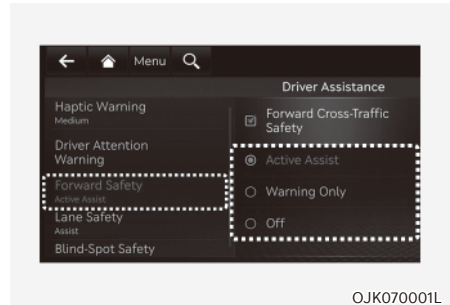 Menu
Driver Assistance
Haptic Warning
Medium
Driver Attention
Warning
Forward Safety
Active Assist
Lane Safety
Assist
Blind-Spot Safety
Forward Cross-Traffic
Safety
Active Assist
Warning Only
Off
OJK070001L